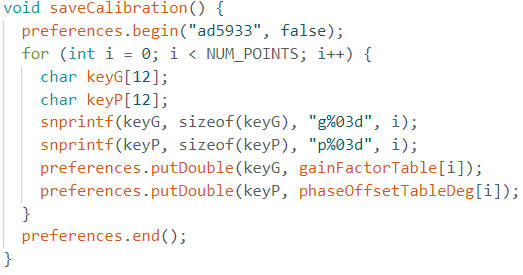 void saveCalibration() {
  preferences.begin("ad5933", false);
  for (int i = 0; i < NUM_POINTS; i++) {
    char keyG[12];
    char keyP[12];
    snprintf(keyG, sizeof(keyG), "g%03d", i);
    snprintf(keyP, sizeof(keyP), "p%03d", i);
    preferences.putDouble(keyG, gainFactorTable[i]);
    preferences.putDouble(keyP, phaseOffsetTableDeg[i]);
  }
  preferences.end();
}